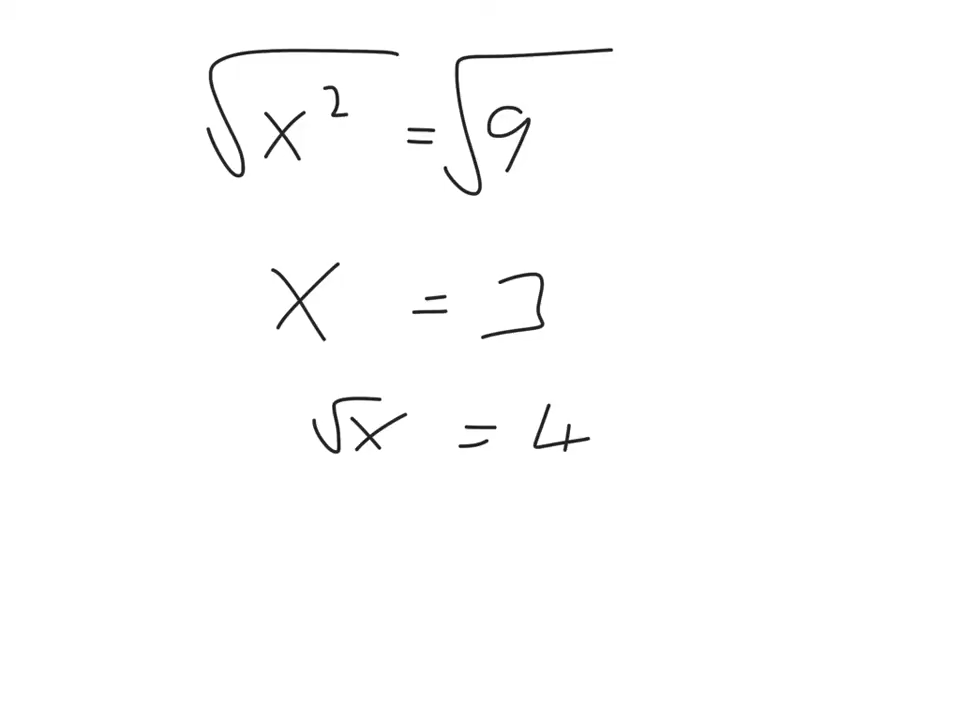 √x² = √9
x = 3
√x = 4